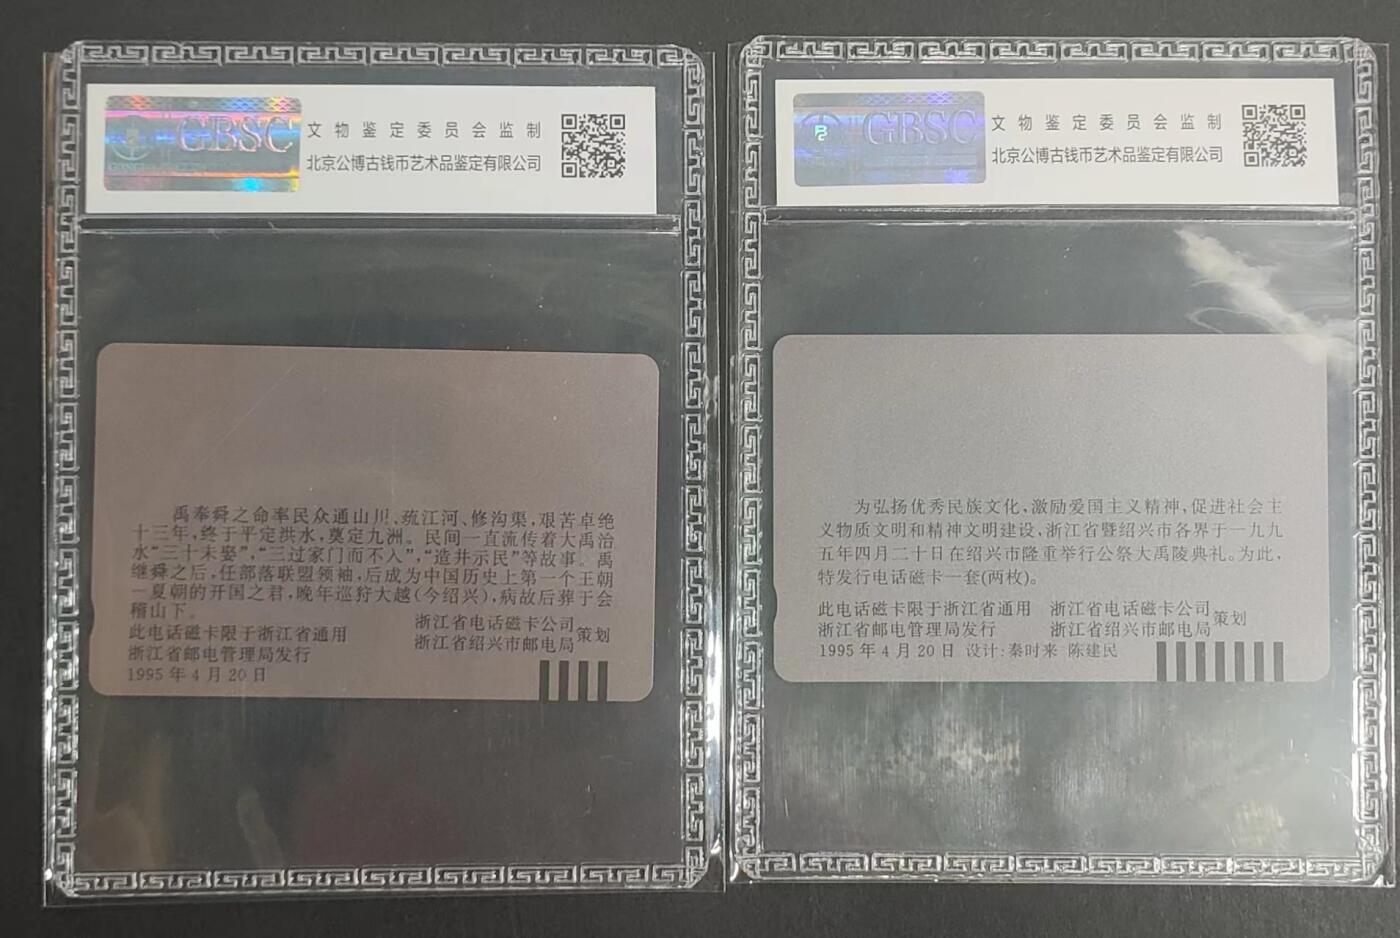 GBSC
文物鉴定委员会监制
北京公博古钱币艺术品鉴定有限公司
禹奉舜之命率民众通山川、疏江河、修沟渠,艰苦卓绝
十三年,终于平定洪水,奠定九洲。民间一直流传着大禹治
水“三十未娶”,“三过家门而不入”,“造井示民”等故事。禹
继舜之后,任部落联盟领袖,后成为中国历史上第一个王朝
—夏朝的开国之君,晚年巡狩大越(今绍兴),病故后葬于会
稽山下。
此电话磁卡限于浙江省通用
浙江省邮电管理局发行
1995年4月20日
浙江省电话磁卡公司
浙江省绍兴市邮电局
策划
GBSC
文物鉴定委员会监制
北京公博古钱币艺术品鉴定有限公司
为弘扬优秀民族文化,激励爱国主义精神,促进社会主
义物质文明和精神文明建设,浙江省暨绍兴市各界于一九九
五年四月二十日在绍兴市隆重举行公祭大禹陵典礼。为此,
特发行电话磁卡一套(两枚)。
此电话磁卡限于浙江省通用
浙江省邮电管理局发行
浙江省电话磁卡公司
浙江省绍兴市邮电局
策划
1995年4月20日 设计:秦时来 陈建民